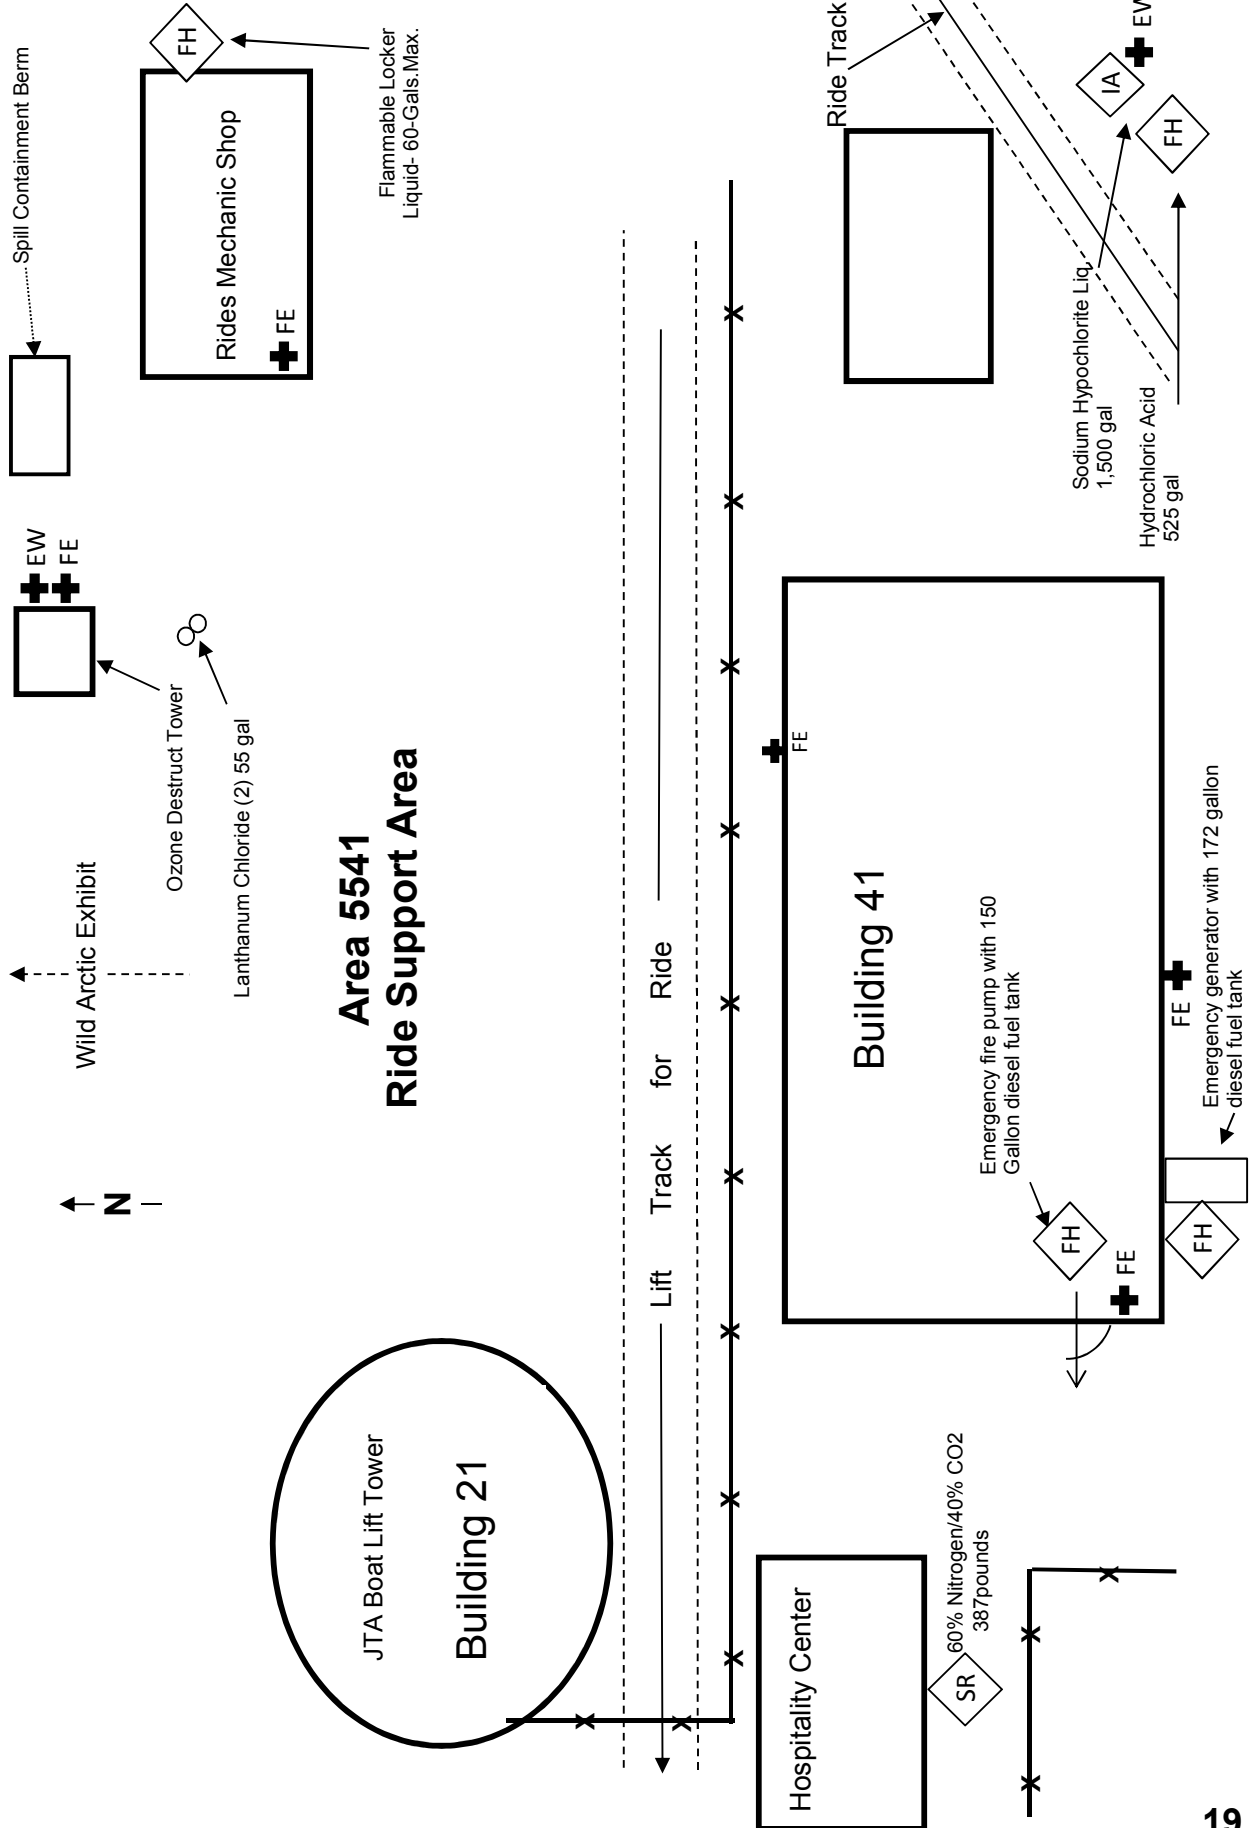 Spill Containment Berm
FH
Flammable Locker
Liquid- 60-Gals.Max.
Rides Mechanic Shop
FE
EW
FE
Ozone Destruct Tower
Lanthanum Chloride (2) 55 gal
Wild Arctic Exhibit
N
Area 5541
Ride Support Area
JTA Boat Lift Tower
Building 21
Lift Track for Ride
Ride Track
EW
IA
FH
Sodium Hypochlorite Liq.
1,500 gal
Hydrochloric Acid
525 gal
FE
Building 41
Emergency fire pump with 150
Gallon diesel fuel tank
FH
FE
FE
Emergency generator with 172 gallon
diesel fuel tank
FH
Hospitality Center
60% Nitrogen/40% CO2
387pounds
SR
19